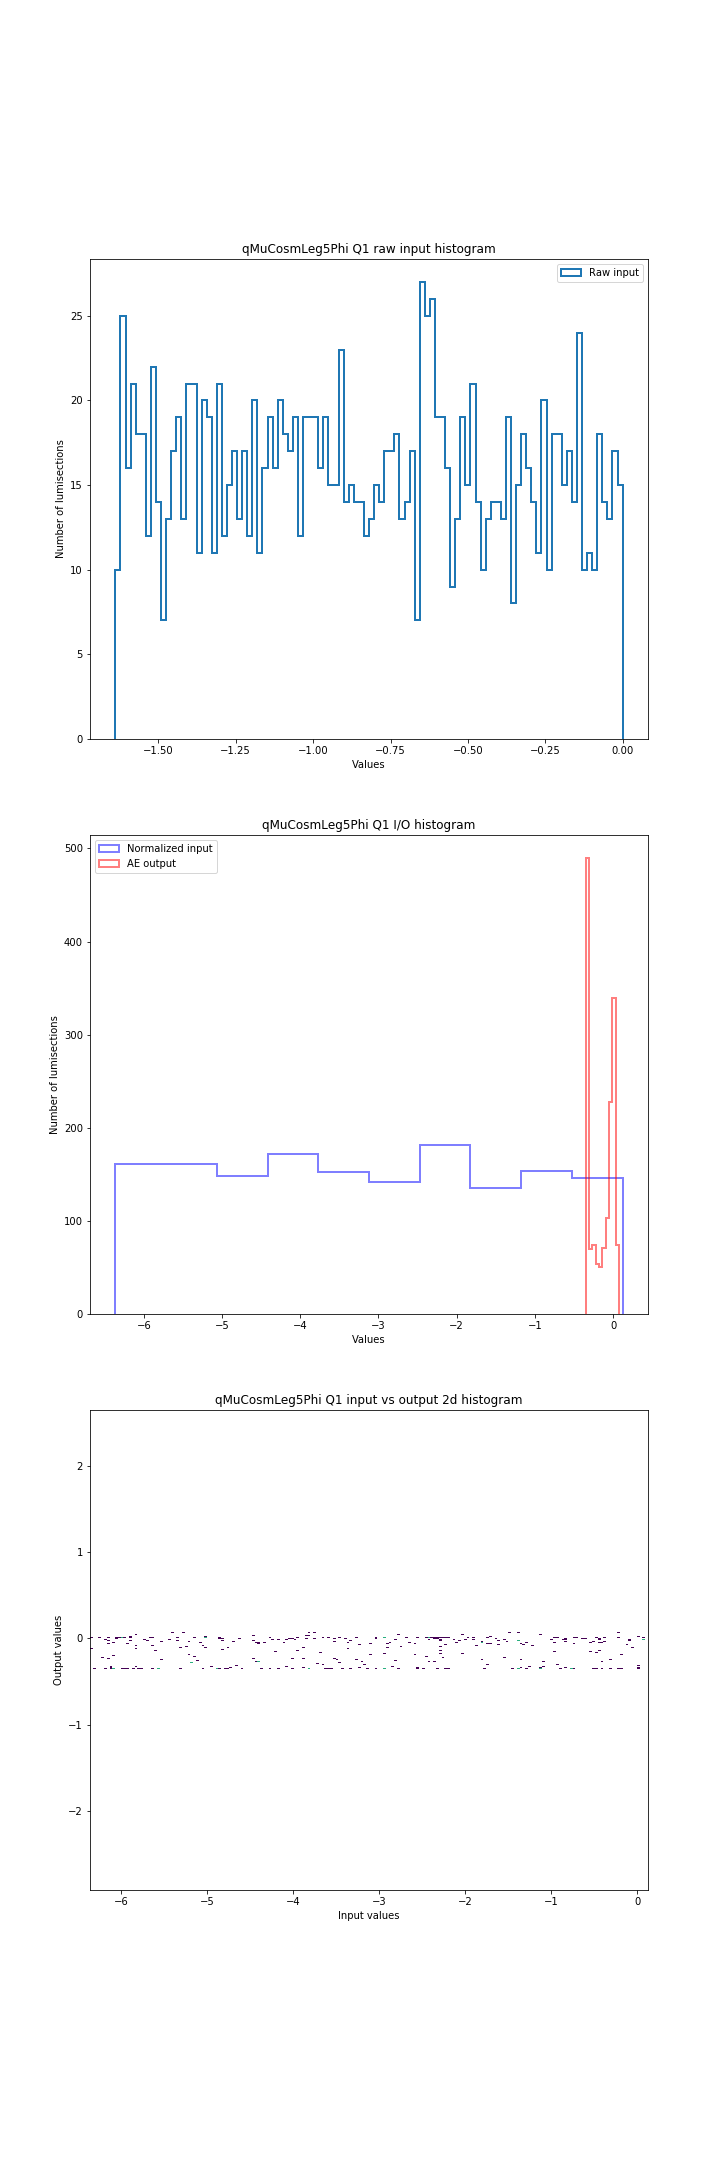 qMuCosmLeg5Phi Q1 raw input histogram
Raw input
Number of lumisections
25
20
15
10
5
0
−1.50 −1.25 −1.00 −0.75 −0.50 −0.25 0.00
Values
qMuCosmLeg5Phi Q1 I/O histogram
Normalized input
AE output
Number of lumisections
500
400
300
200
100
0
−6 −5 −4 −3 −2 −1 0
Values
qMuCosmLeg5Phi Q1 input vs output 2d histogram
Output values
2
1
0
−1
−2
−6 −5 −4 −3 −2 −1 0
Input values